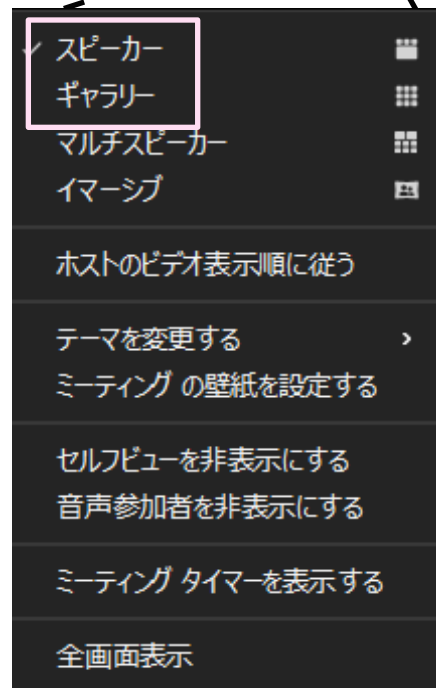 スピーカー
ギャラリー
マルチスピーカー
イマーシブ
ホストのビデオ表示順に従う
テーマを変更する
ミーティング の壁紙を設定する
セルフビューを非表示にする
音声参加者を非表示にする
ミーティング タイマーを表示する
全画面表示